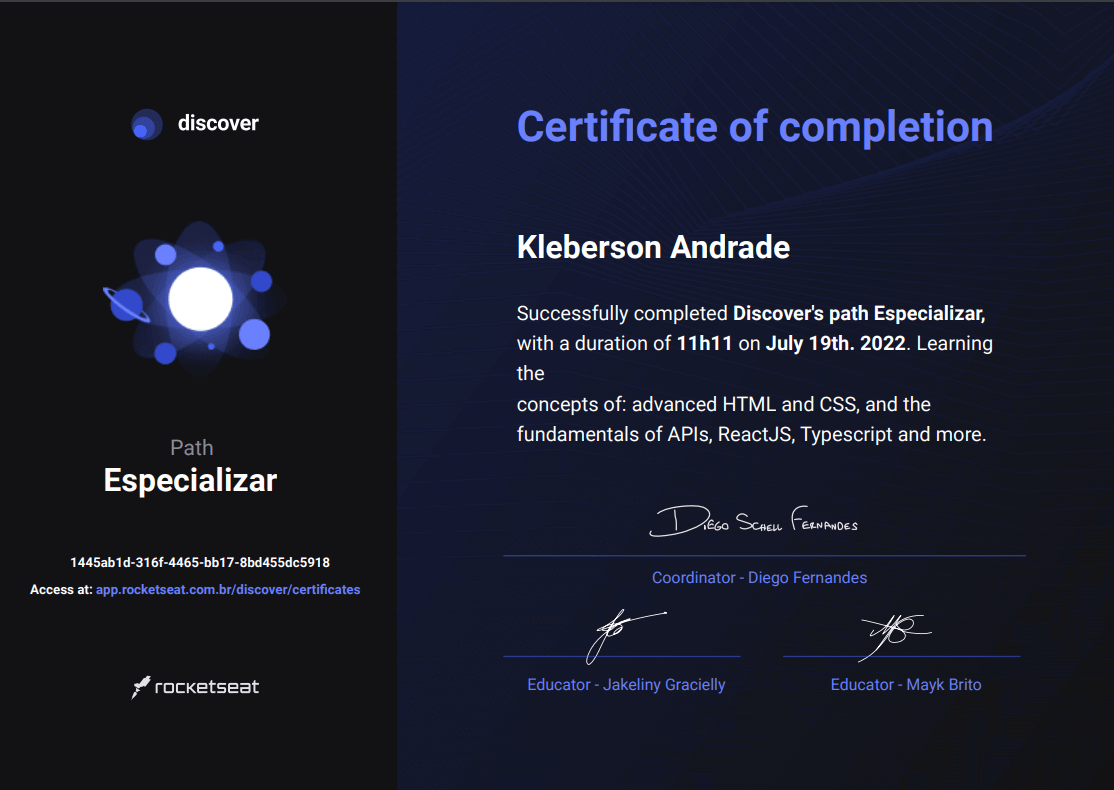 discover
Path
Especializar
1445ab1d-316f-4465-bb17-8bd455dc5918
Access at: app.rocketseat.com.br/discover/certificates
rocketseat
Certificate of completion
Kleberson Andrade
Successfully completed Discover's path Especializar,
with a duration of 11h11 on July 19th. 2022. Learning
the
concepts of: advanced HTML and CSS, and the
fundamentals of APIs, ReactJS, Typescript and more.
Diego Schell Fernandes
Coordinator - Diego Fernandes
Educator - Jakeliny Gracielly
Educator - Mayk Brito